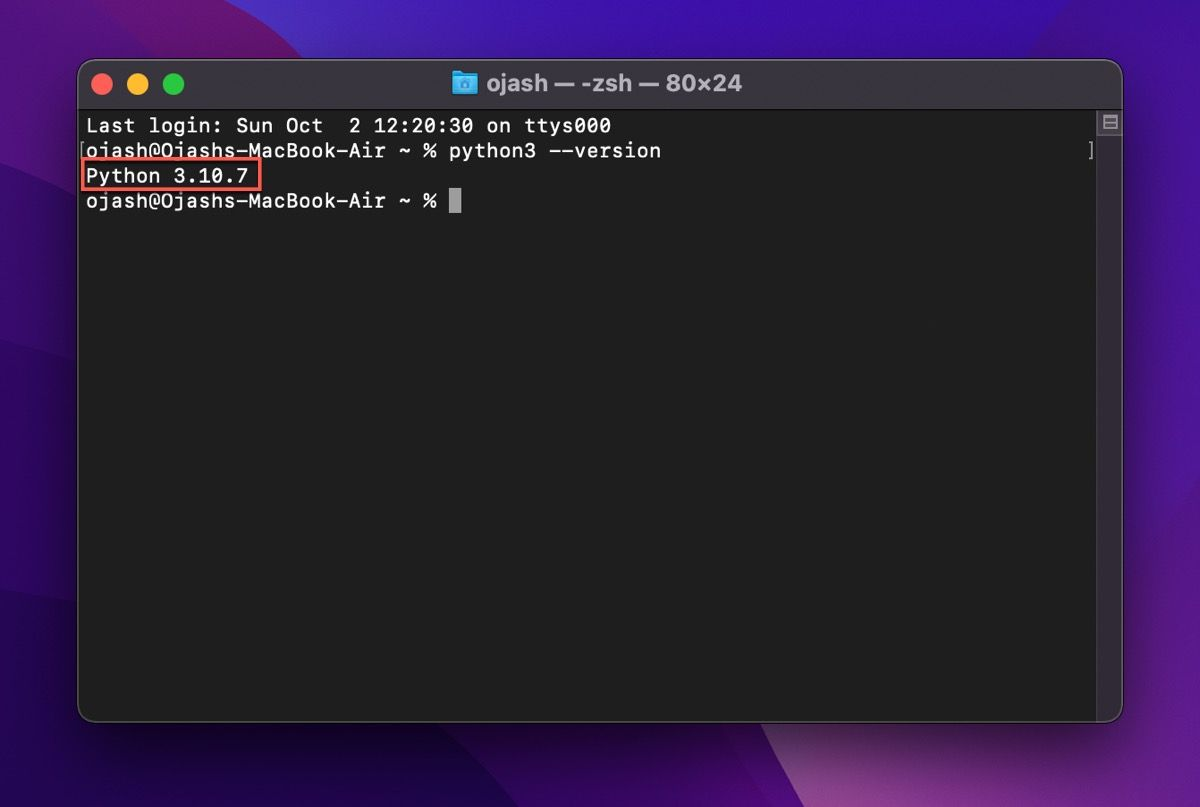 ojash — -zsh — 80×24
Last login: Sun Oct  2 12:20:30 on ttys000
[ojash@Ojashs-MacBook-Air ~ % python3 --version ]
Python 3.10.7
ojash@Ojashs-MacBook-Air ~ %